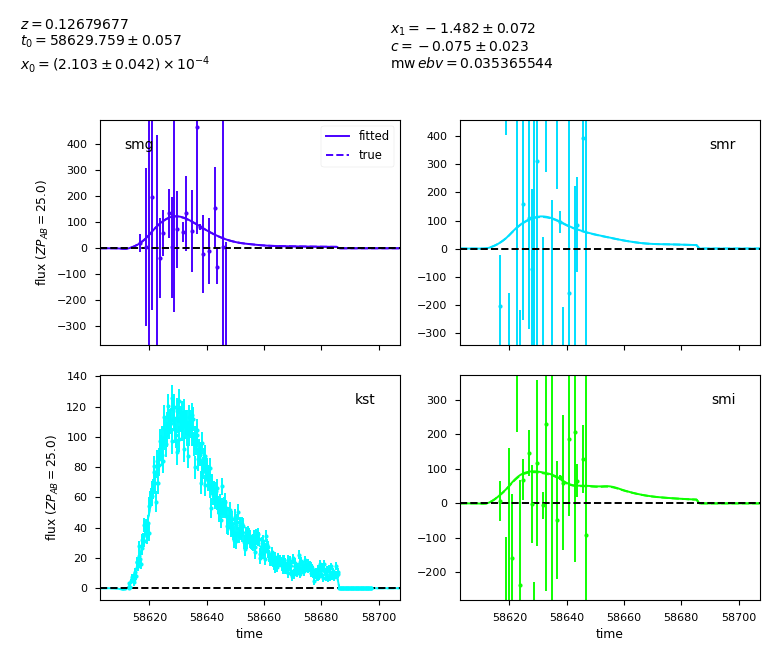 z = 0.12679677
t₀ = 58629.759 ± 0.057
x₀ = (2.103 ± 0.042) × 10⁻⁴
x₁ = −1.482 ± 0.072
c = −0.075 ± 0.023
mw ebv = 0.035365544
smg
fitted
true
400
300
200
100
0
−100
−200
−300
flux (ZP_AB = 25.0)
smr
400
300
200
100
0
−100
−200
−300
kst
140
120
100
80
60
40
20
0
flux (ZP_AB = 25.0)
58620 58640 58660 58680 58700
time
smi
300
200
100
0
−100
−200
58620 58640 58660 58680 58700
time